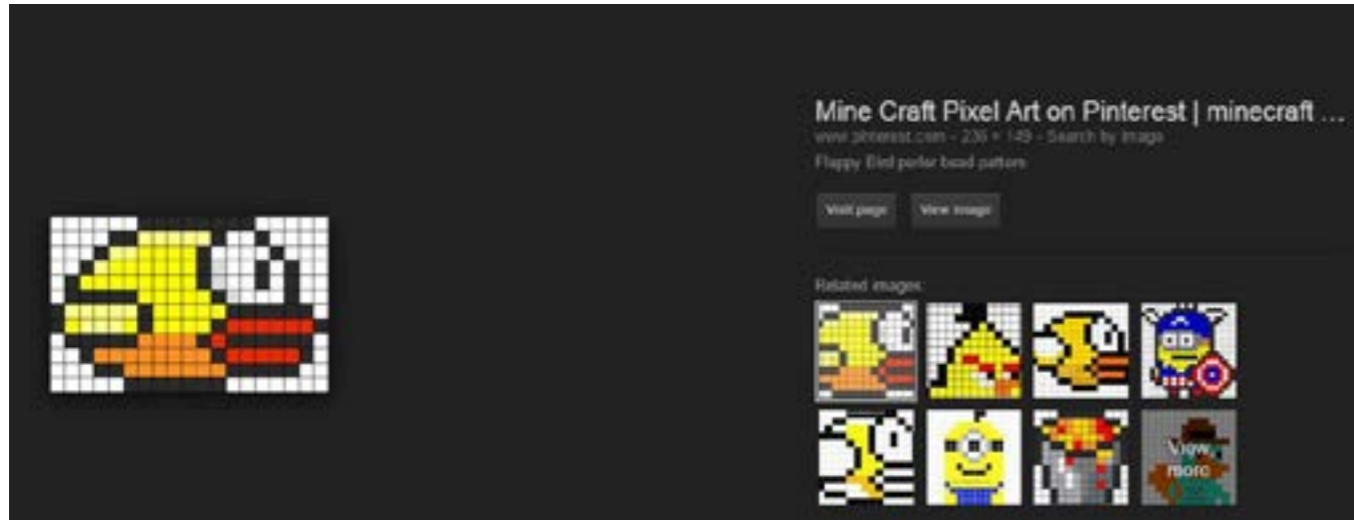 Mine Craft Pixel Art on Pinterest | minecraft ...
www.pinterest.com - 236 × 149 - Search by image
Flappy Bird perler bead pattern
Visit page
View image
Related images:
View
more